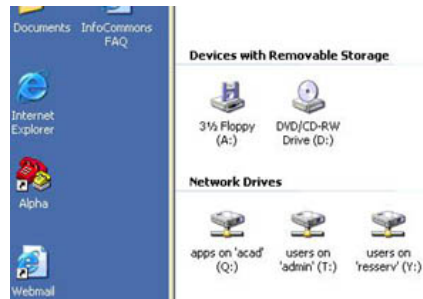 Documents
InfoCommons
FAQ
Internet
Explorer
Alpha
Webmail
Devices with Removable Storage
3½ Floppy
(A:)
DVD/CD-RW
Drive (D:)
Network Drives
apps on 'acad'
(Q:)
users on
'admin' (T:)
users on
'resserv' (Y:)